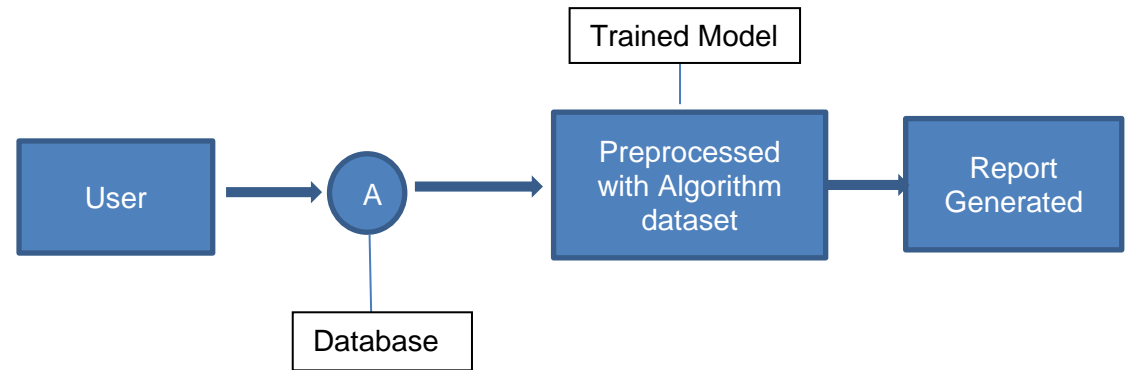 Trained Model
User
A
Preprocessed
with Algorithm
dataset
Report
Generated
Database